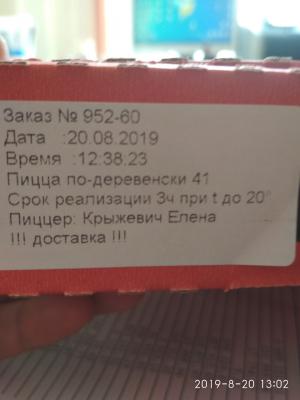 Заказ № 952-60
Дата :20.08.2019
Время :12:38.23
Пицца по-деревенски 41
Срок реализации 3ч при t до 20°
Пиццер: Крыжевич Елена
!!! доставка !!!
2019-8-20 13:02